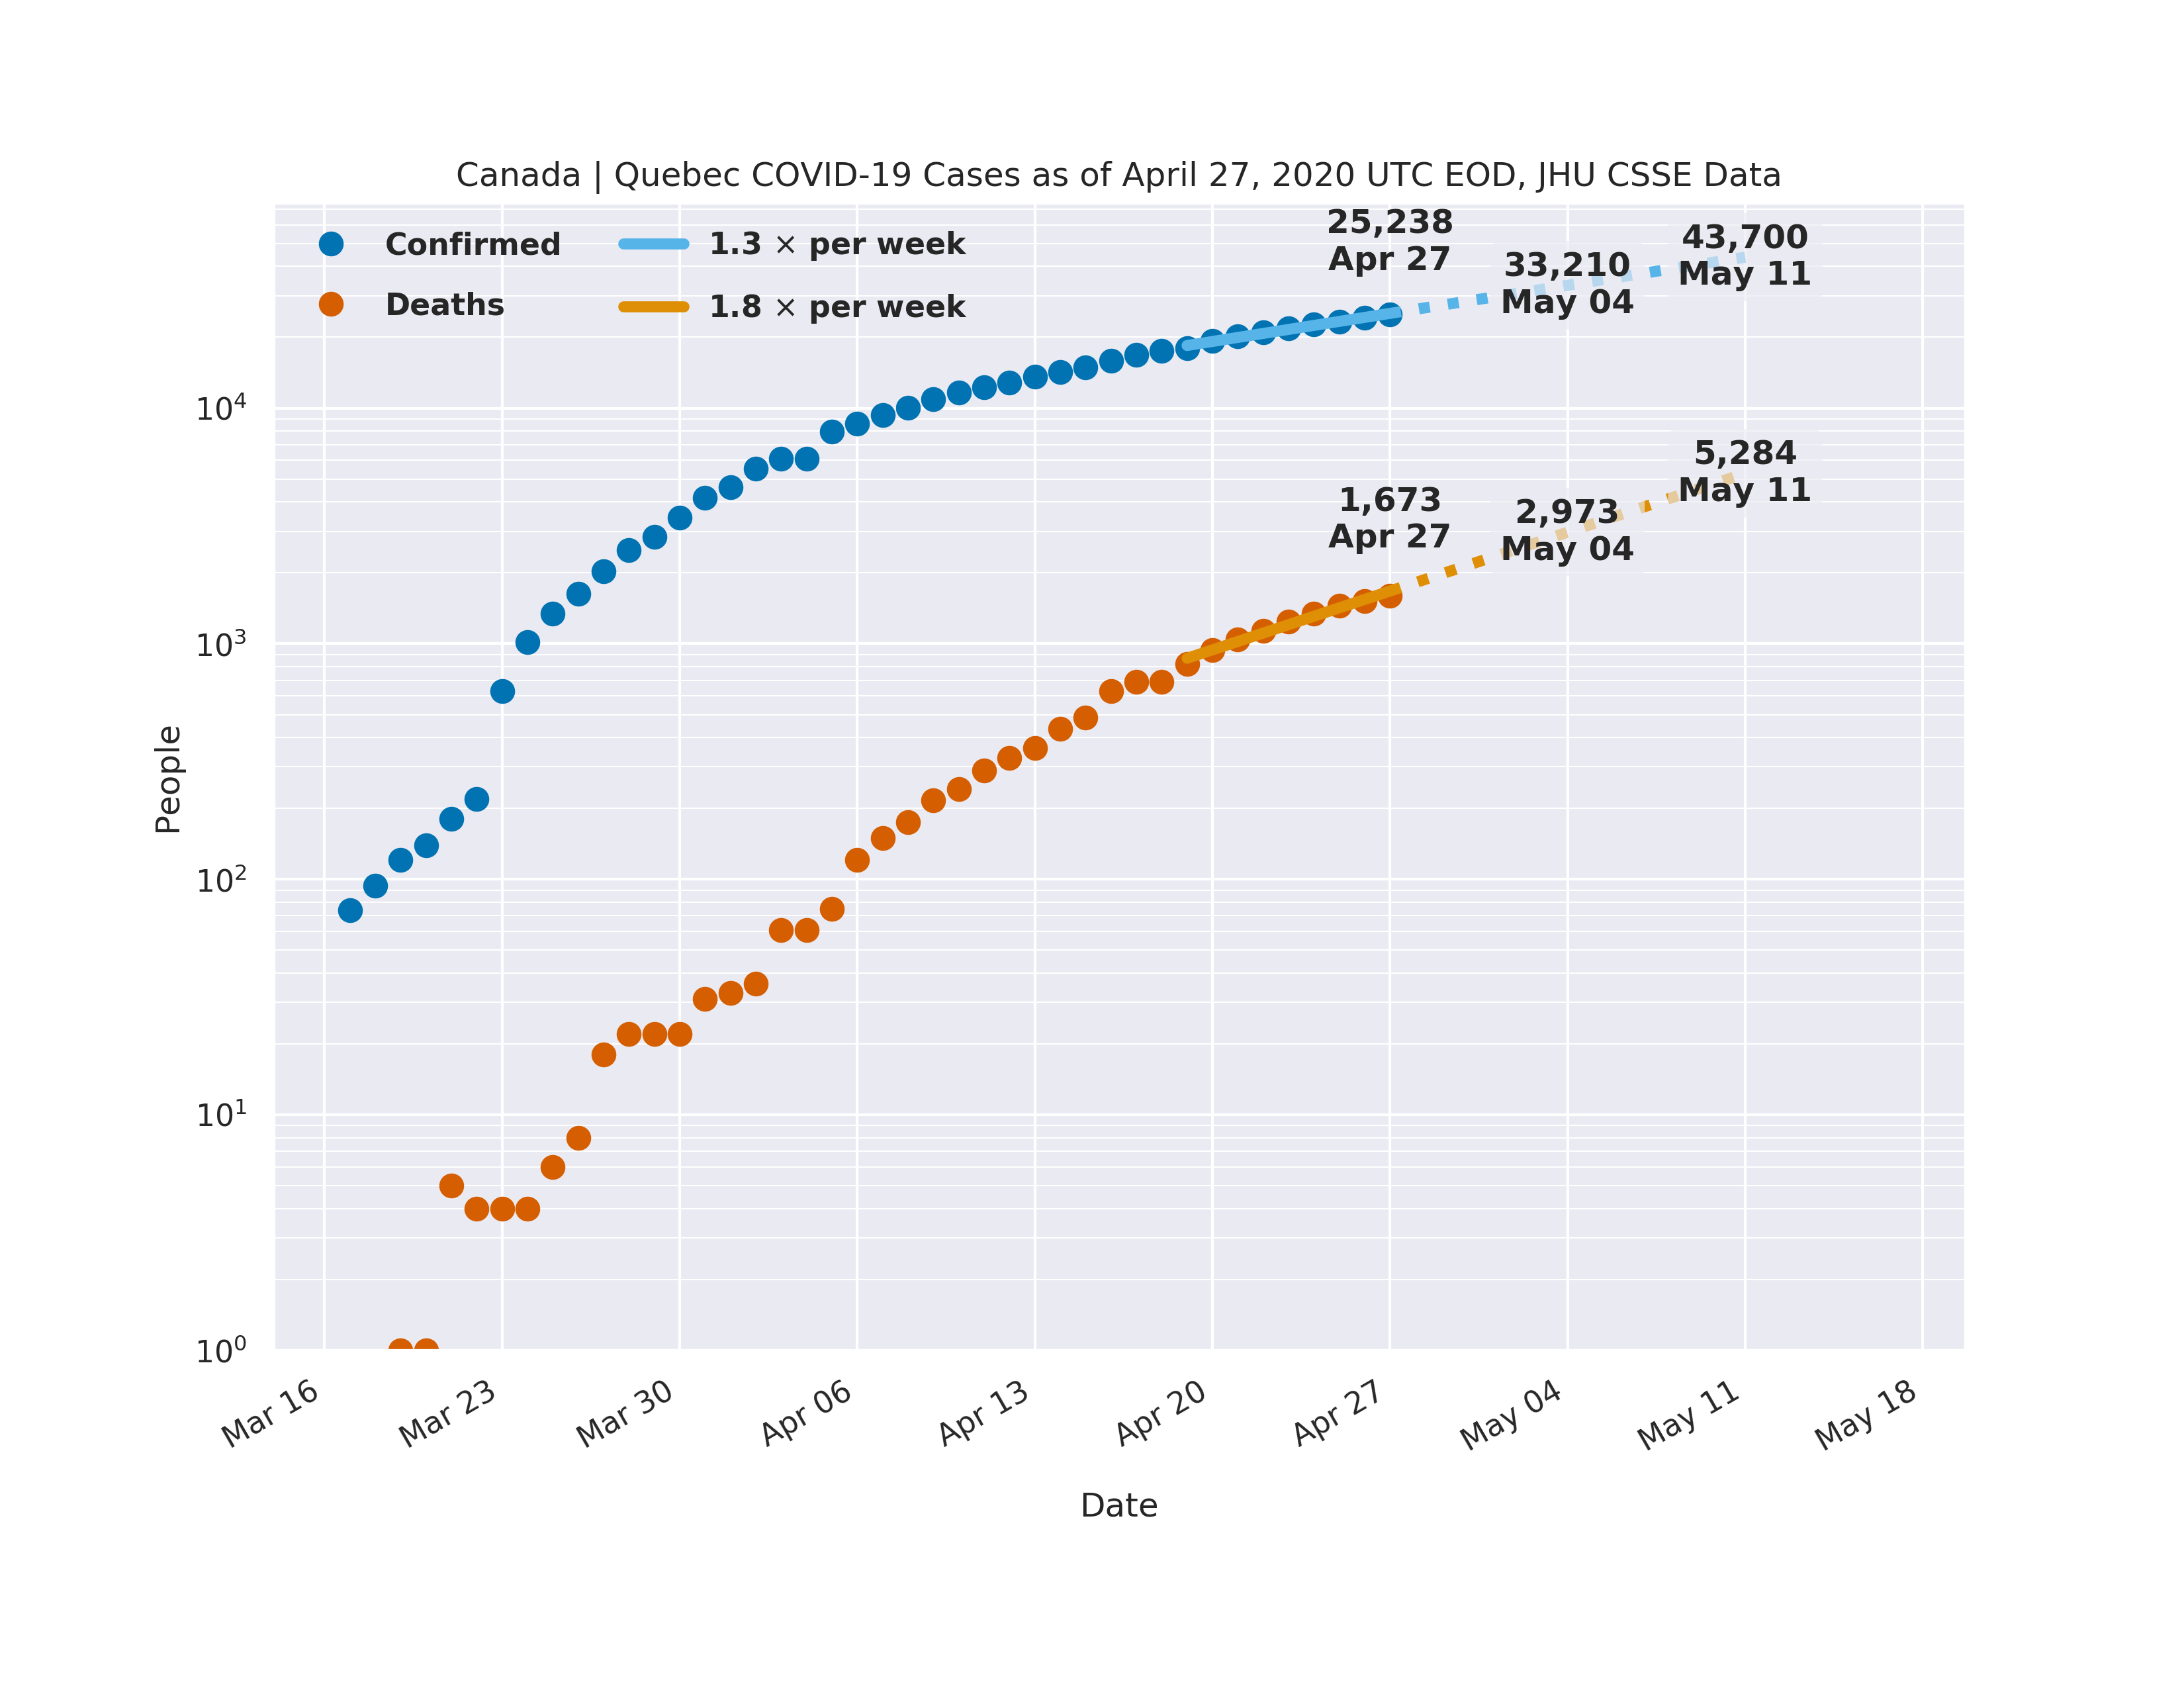 Canada | Quebec COVID-19 Cases as of April 27, 2020 UTC EOD, JHU CSSE Data
Confirmed
Deaths
1.3 × per week
1.8 × per week
25,238
Apr 27
33,210
May 04
43,700
May 11
1,673
Apr 27
2,973
May 04
5,284
May 11
People
10⁴
10³
10²
10¹
10⁰
Mar 16
Mar 23
Mar 30
Apr 06
Apr 13
Apr 20
Apr 27
May 04
May 11
May 18
Date